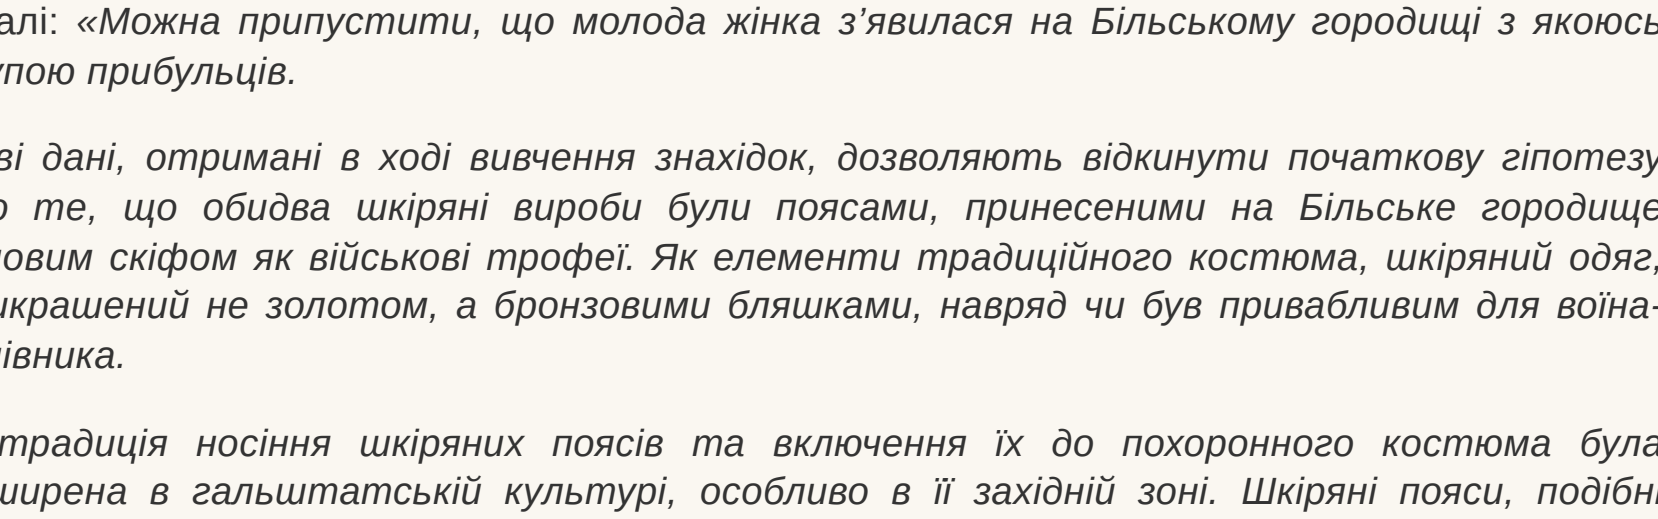 алі: «Можна припустити, що молода жінка з’явилася на Більському городищі з якоюсь
упою прибульців.
ві дані, отримані в ході вивчення знахідок, дозволяють відкинути початкову гіпотезу
о те, що обидва шкіряні вироби були поясами, принесеними на Більське городище
ловим скіфом як військові трофеї. Як елементи традиційного костюма, шкіряний одяг,
икрашений не золотом, а бронзовими бляшками, навряд чи був привабливим для воїна-
івника.
традиція носіння шкіряних поясів та включення їх до похоронного костюма була
ширена в гальштатській культурі, особливо в її західній зоні. Шкіряні пояси, подібні